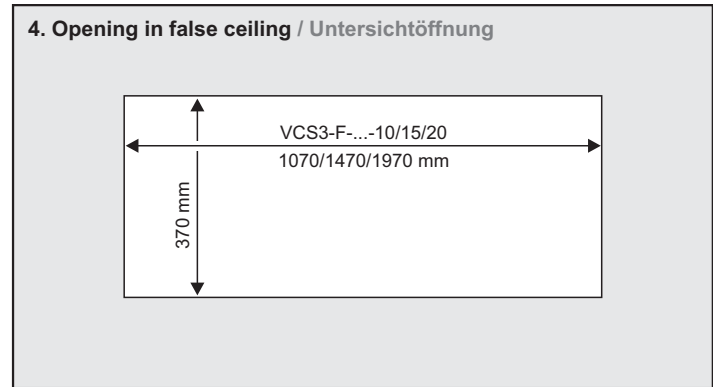 4. Opening in false ceiling / Untersichtöffnung
VCS3-F-...-10/15/20
1070/1470/1970 mm
370 mm